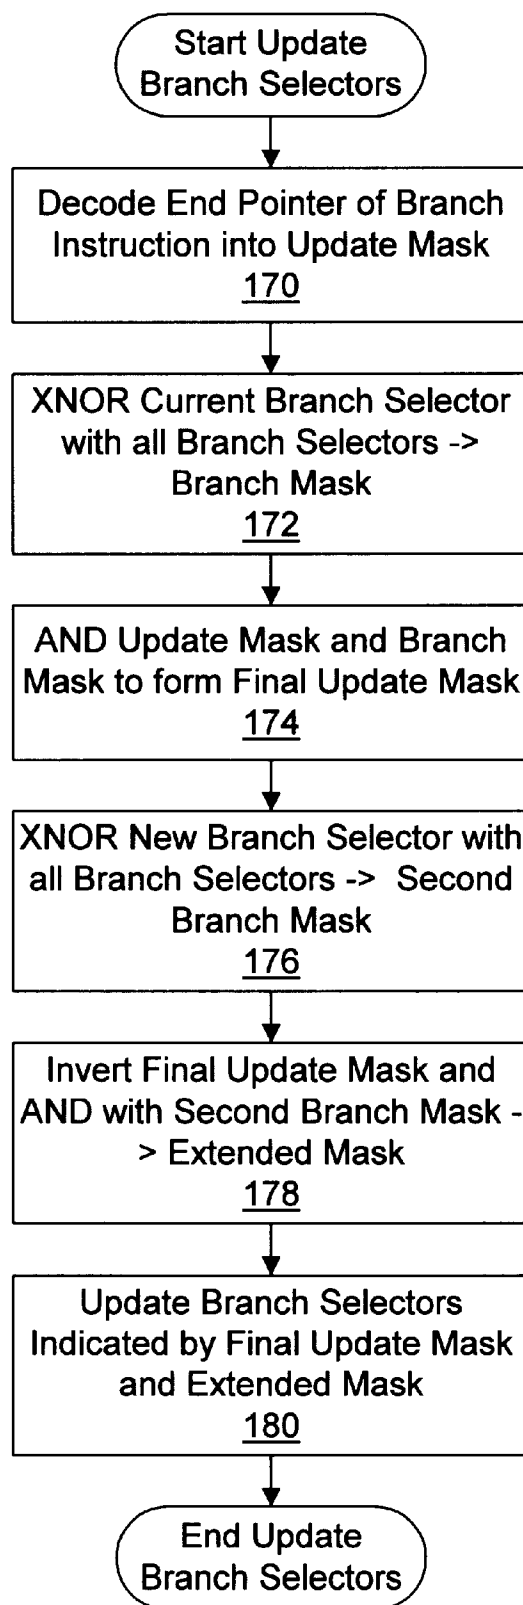 Start Update
Branch Selectors
Decode End Pointer of Branch
Instruction into Update Mask
170
XNOR Current Branch Selector
with all Branch Selectors ->
Branch Mask
172
AND Update Mask and Branch
Mask to form Final Update Mask
174
XNOR New Branch Selector with
all Branch Selectors -> Second
Branch Mask
176
Invert Final Update Mask and
AND with Second Branch Mask -
> Extended Mask
178
Update Branch Selectors
Indicated by Final Update Mask
and Extended Mask
180
End Update
Branch Selectors